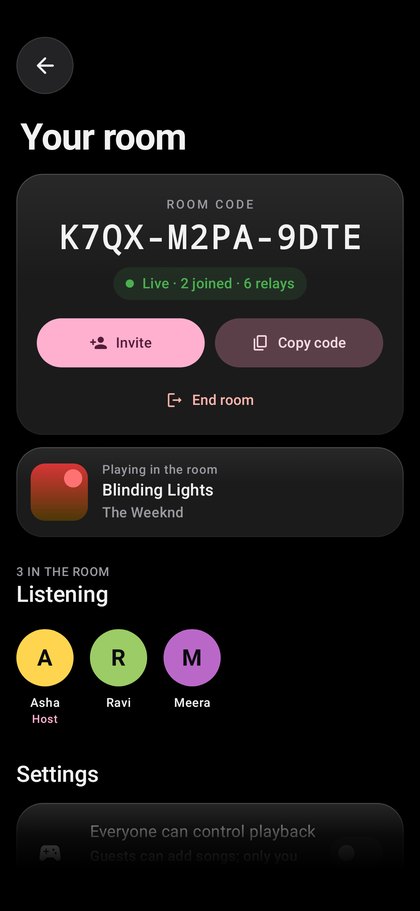 Your room
ROOM CODE
K7QX-M2PA-9DTE
Live · 2 joined · 6 relays
Invite
Copy code
End room
Playing in the room
Blinding Lights
The Weeknd
3 IN THE ROOM
Listening
A R M
Asha Ravi Meera
Host
Settings
Everyone can control playback
Guests can add songs; only you